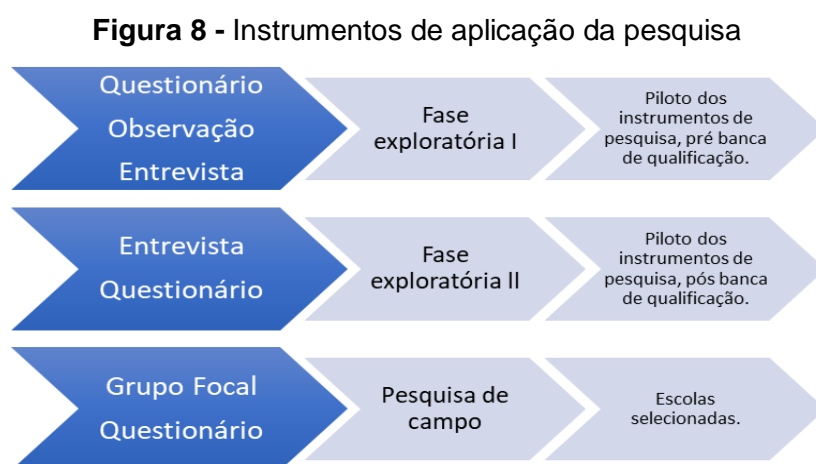 Figura 8 - Instrumentos de aplicação da pesquisa
Questionário
Observação
Entrevista
Fase
exploratória I
Piloto dos
instrumentos de
pesquisa, pré banca
de qualificação.
Entrevista
Questionário
Fase
exploratória ll
Piloto dos
instrumentos de
pesquisa, pós banca
de qualificação.
Grupo Focal
Questionário
Pesquisa de
campo
Escolas
selecionadas.